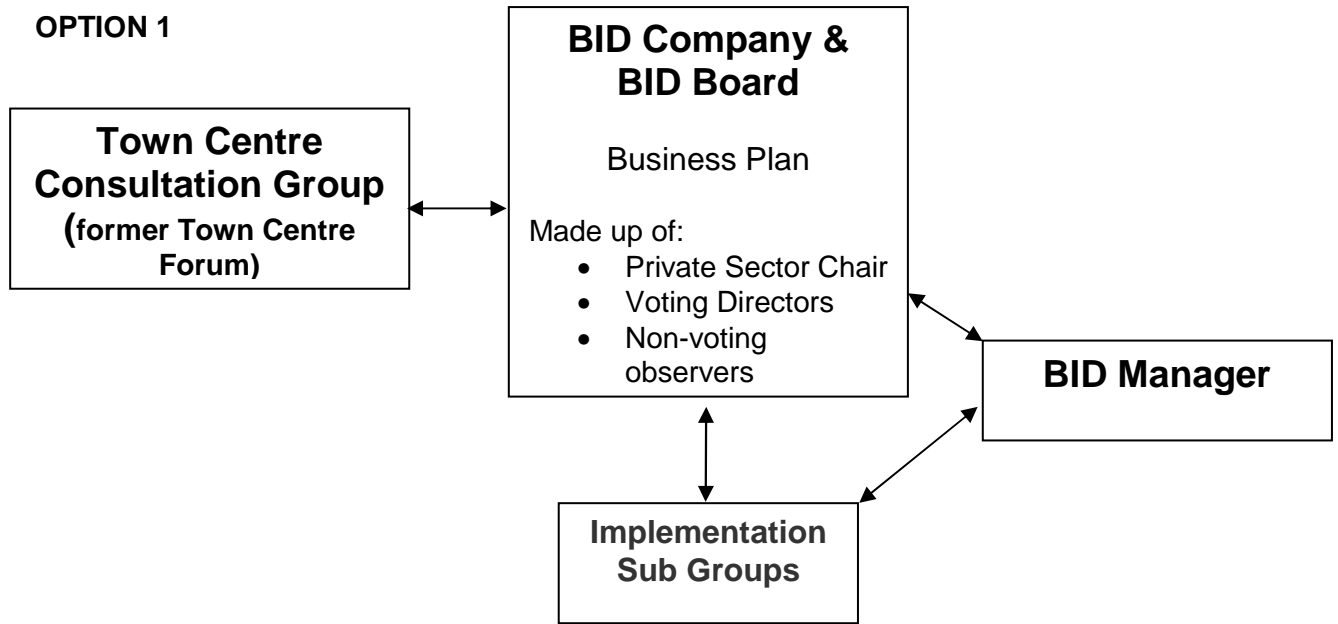 OPTION 1
BID Company &
BID Board
Business Plan
Made up of:
• Private Sector Chair
• Voting Directors
• Non-voting
observers
Town Centre
Consultation Group
(former Town Centre
Forum)
BID Manager
Implementation
Sub Groups